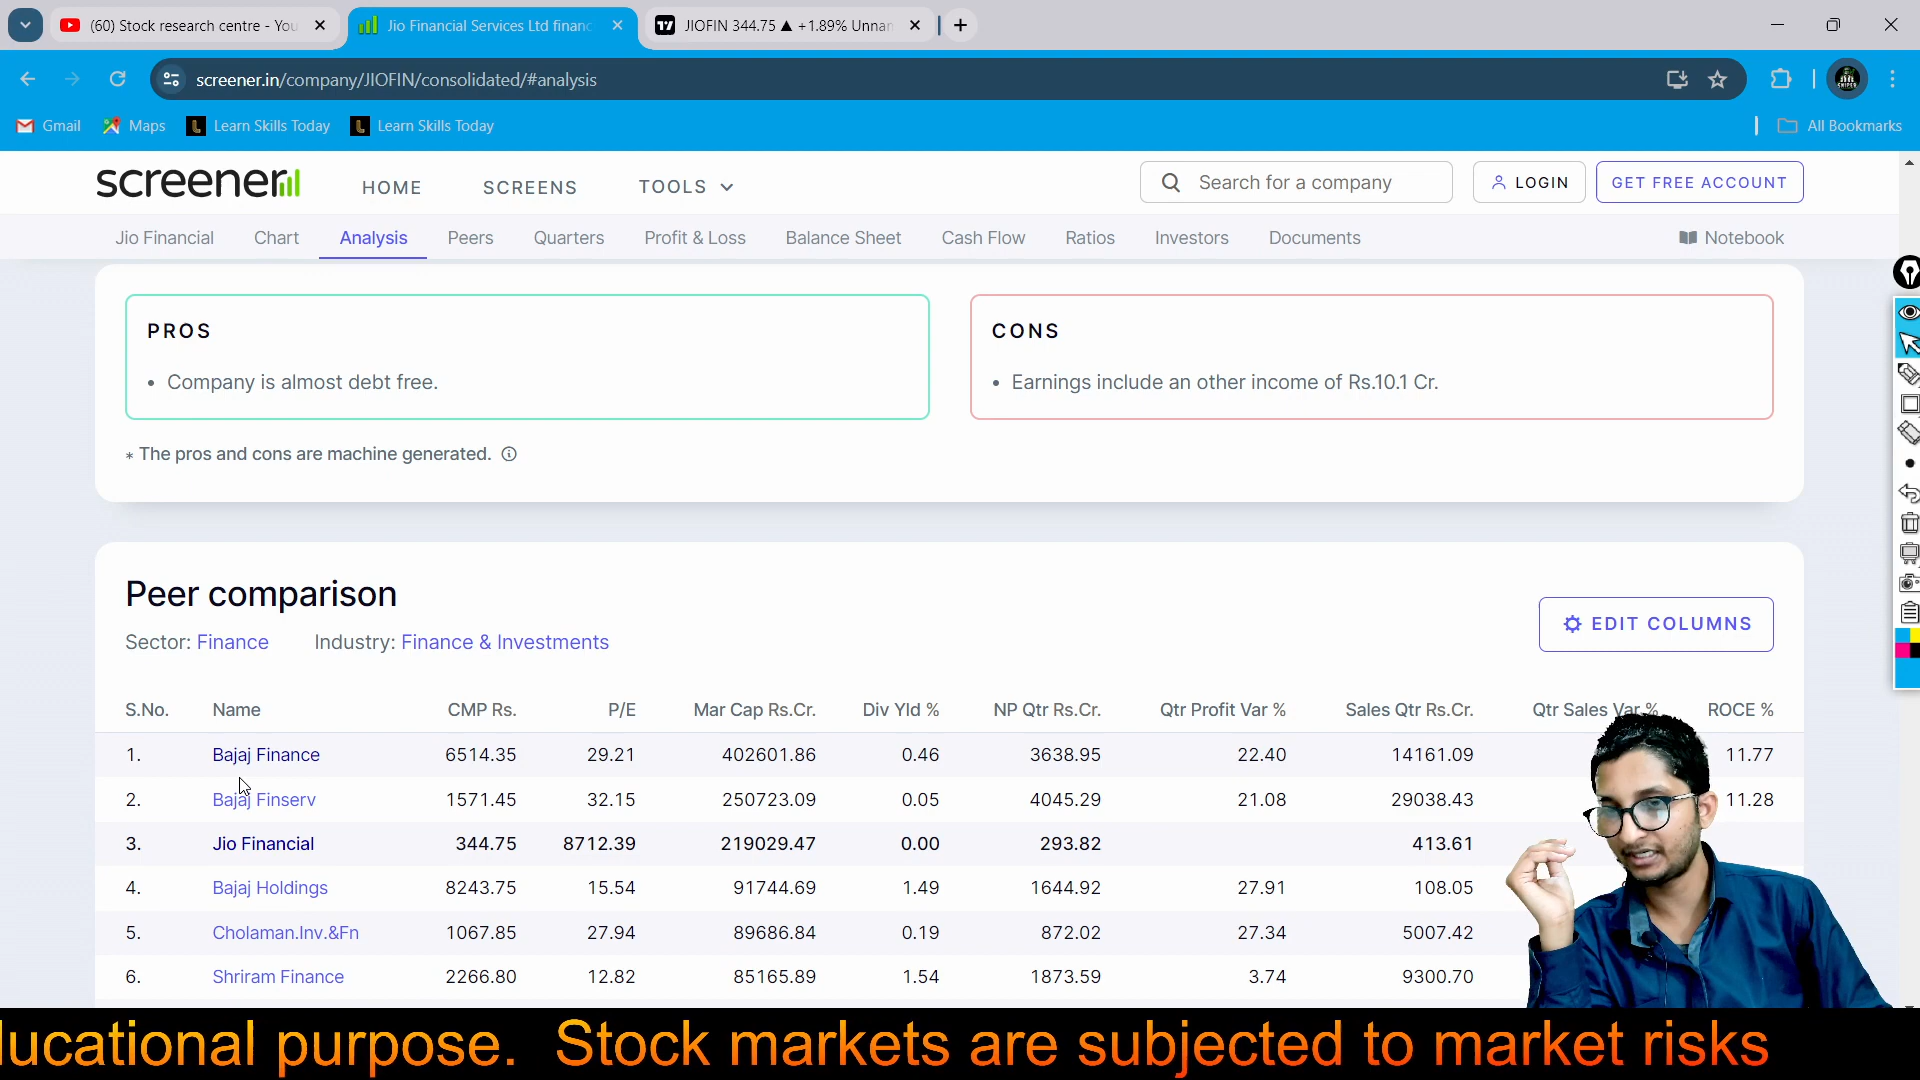 (60) Stock research centre - You
Jio Financial Services Ltd financ
JIOFIN 344.75 ▲ +1.89% Unnan
screener.in/company/JIOFIN/consolidated/#analysis
Gmail Maps Learn Skills Today Learn Skills Today All Bookmarks
screener HOME SCREENS TOOLS Search for a company LOGIN GET FREE ACCOUNT
Jio Financial Chart Analysis Peers Quarters Profit & Loss Balance Sheet Cash Flow Ratios Investors Documents Notebook
PROS
• Company is almost debt free.
CONS
• Earnings include an other income of Rs.10.1 Cr.
* The pros and cons are machine generated.
Peer comparison
Sector: Finance Industry: Finance & Investments
EDIT COLUMNS
S.No. Name CMP Rs. P/E Mar Cap Rs.Cr. Div Yld % NP Qtr Rs.Cr. Qtr Profit Var % Sales Qtr Rs.Cr. Qtr Sales Var % ROCE %
1. Bajaj Finance 6514.35 29.21 402601.86 0.46 3638.95 22.40 14161.09 11.77
2. Bajaj Finserv 1571.45 32.15 250723.09 0.05 4045.29 21.08 29038.43 11.28
3. Jio Financial 344.75 8712.39 219029.47 0.00 293.82 413.61
4. Bajaj Holdings 8243.75 15.54 91744.69 1.49 1644.92 27.91 108.05
5. Cholaman.Inv.&Fn 1067.85 27.94 89686.84 0.19 872.02 27.34 5007.42
6. Shriram Finance 2266.80 12.82 85165.89 1.54 1873.59 3.74 9300.70
ducational purpose. Stock markets are subjected to market risks